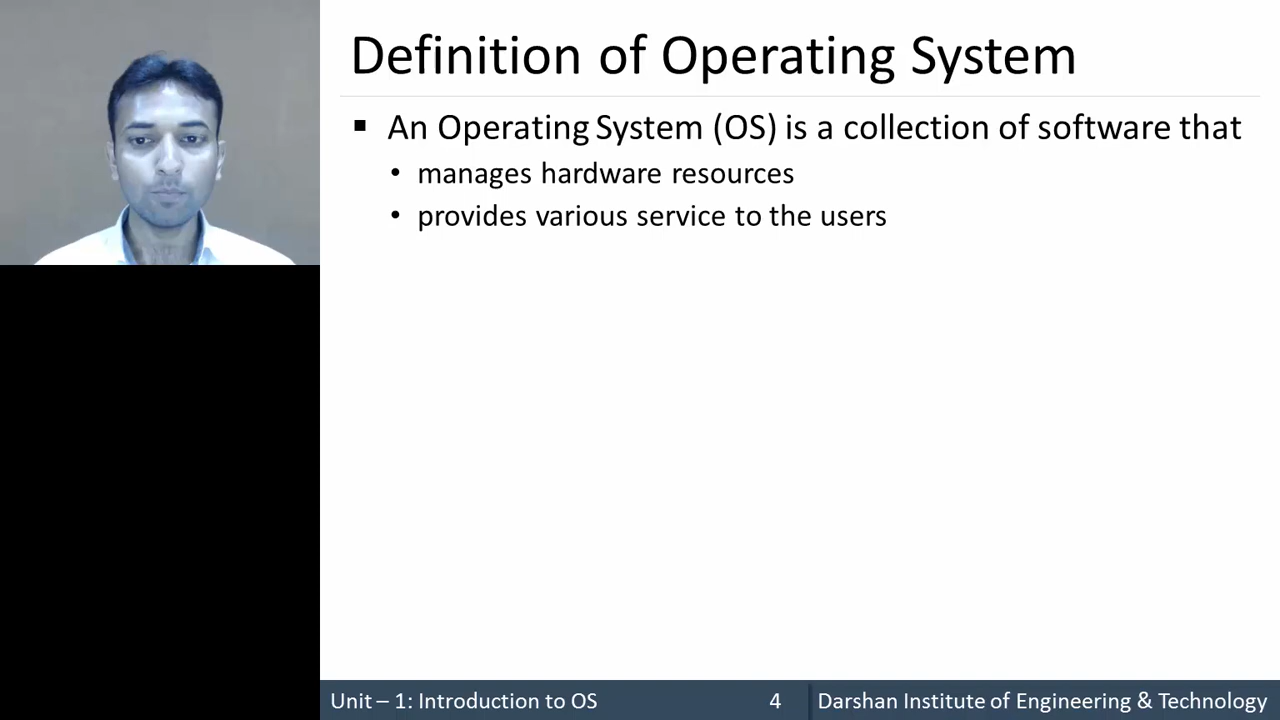 Definition of Operating System
▪ An Operating System (OS) is a collection of software that
• manages hardware resources
• provides various service to the users
Unit – 1: Introduction to OS 4 Darshan Institute of Engineering & Technology